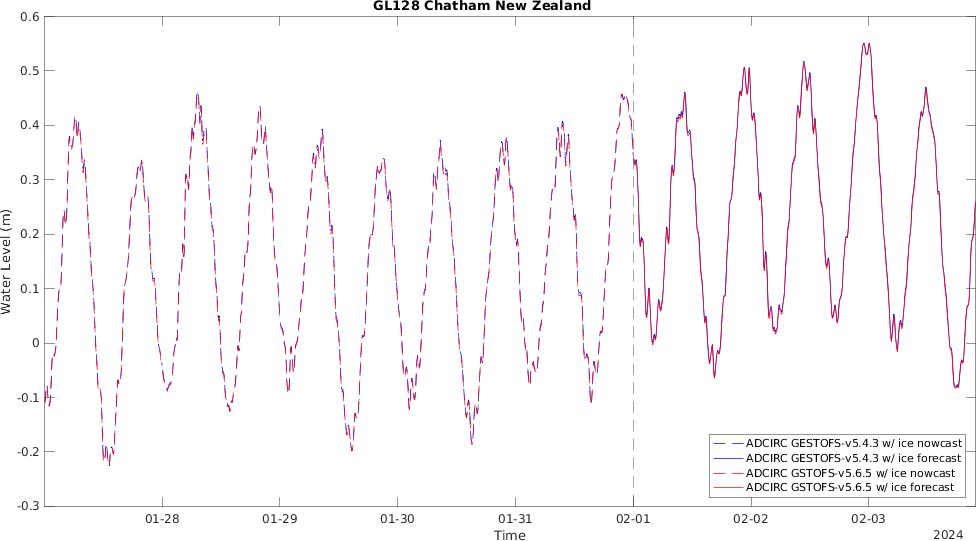 GL128 Chatham New Zealand
0.6
0.5
0.4
0.3
0.2
0.1
0
-0.1
-0.2
-0.3
Water Level (m)
ADCIRC GESTOFS-v5.4.3 w/ ice nowcast
ADCIRC GESTOFS-v5.4.3 w/ ice forecast
ADCIRC GSTOFS-v5.6.5 w/ ice nowcast
ADCIRC GSTOFS-v5.6.5 w/ ice forecast
01-28 01-29 01-30 01-31 02-01 02-02 02-03
Time
2024